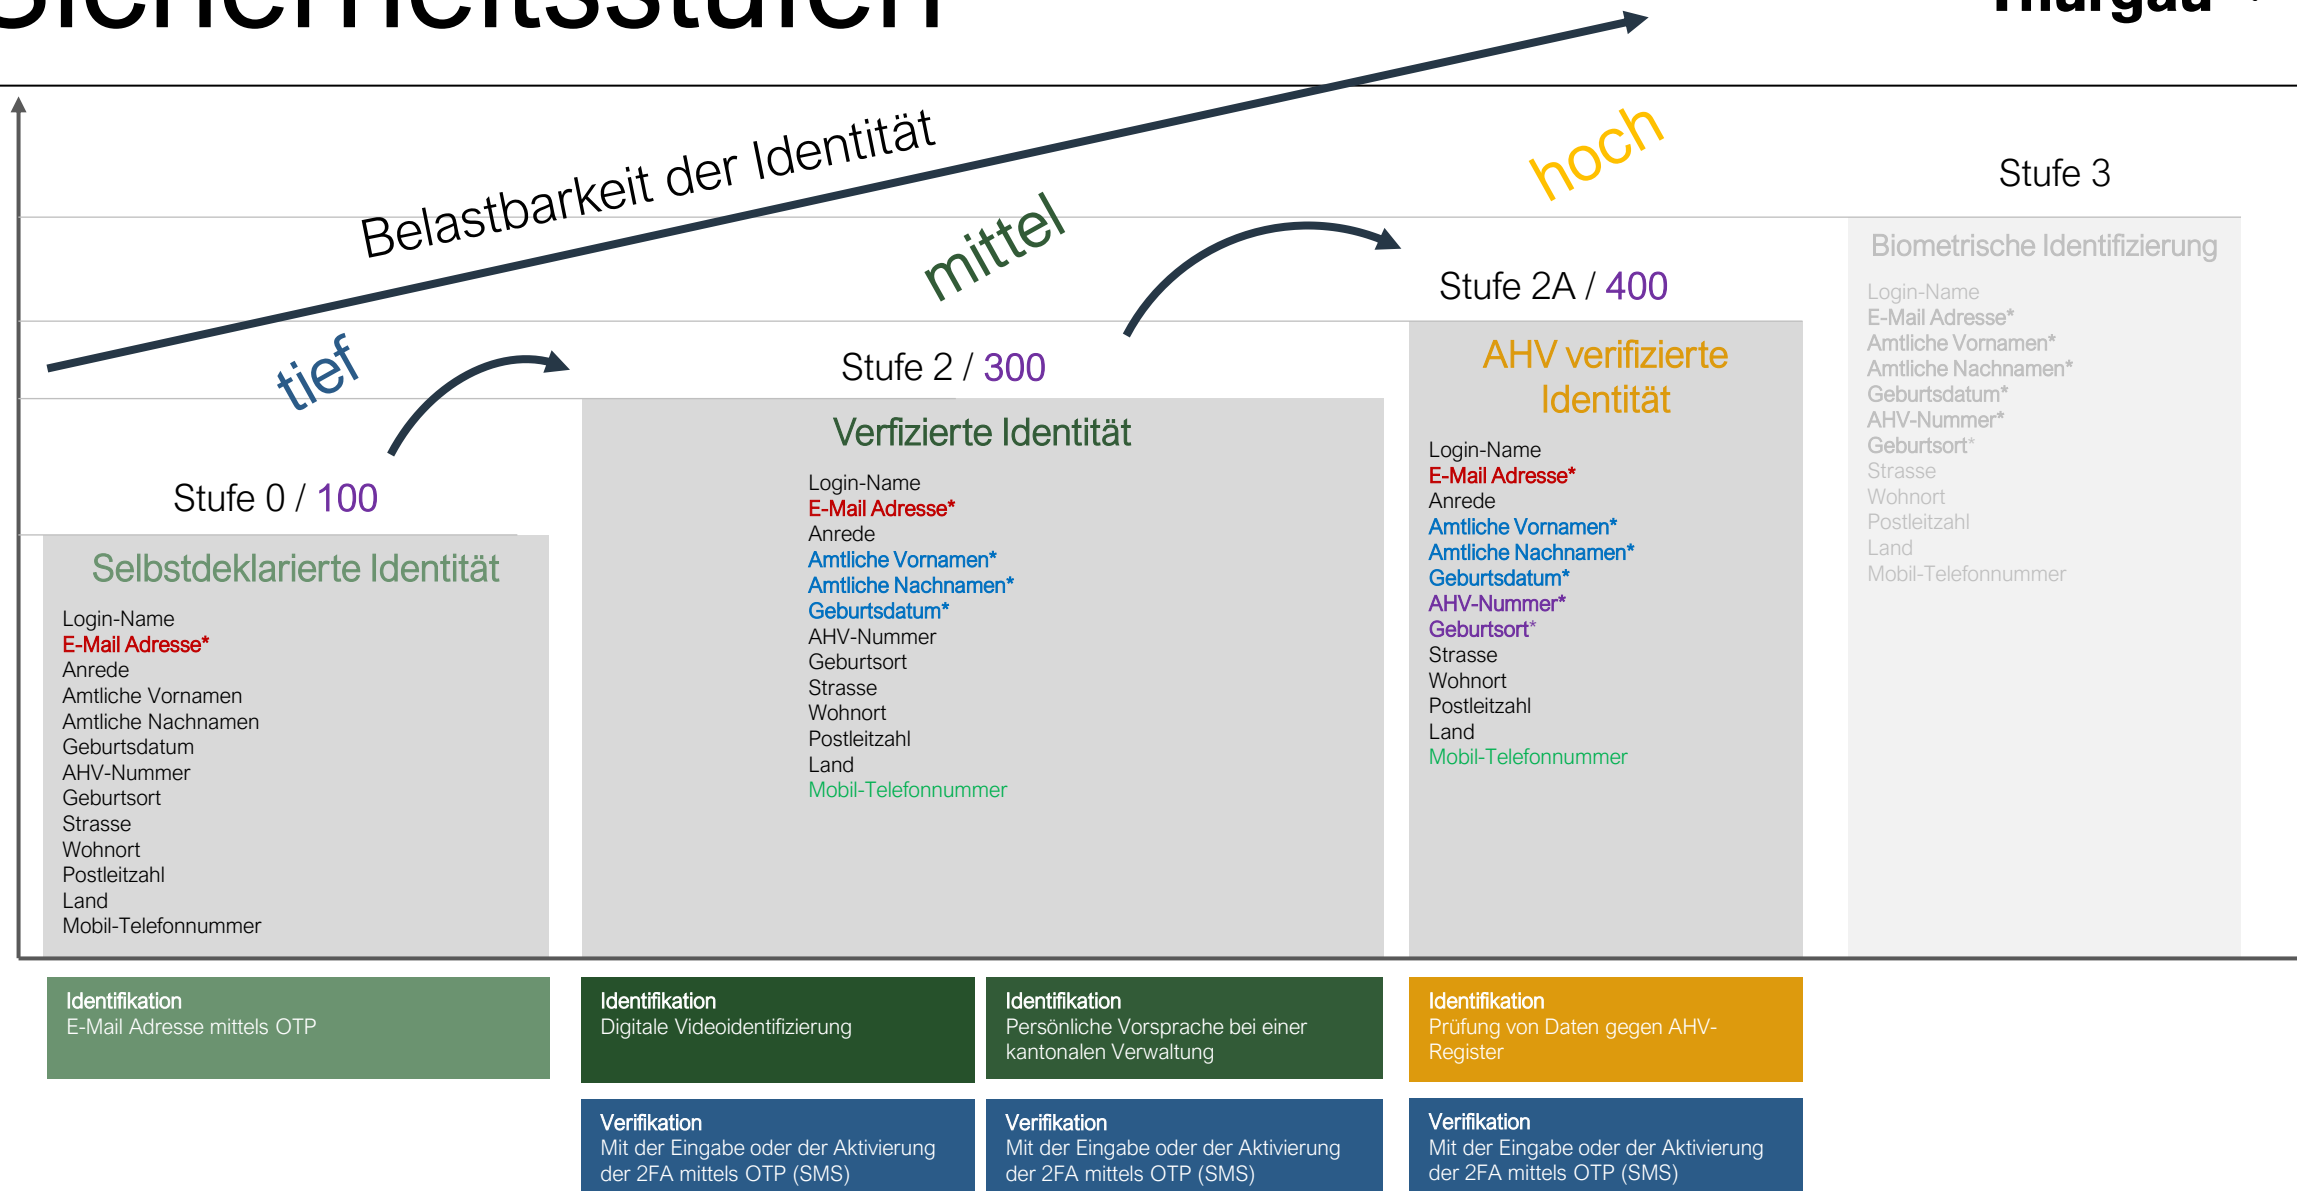 Sicherheitsstufen
Thurgau
Belastbarkeit der Identität
tief
mittel
hoch
Stufe 0 / 100
Selbstdeklarierte Identität
Login-Name
E-Mail Adresse*
Anrede
Amtliche Vornamen
Amtliche Nachnamen
Geburtsdatum
AHV-Nummer
Geburtsort
Strasse
Wohnort
Postleitzahl
Land
Mobil-Telefonnummer
Stufe 2 / 300
Verfizierte Identität
Login-Name
E-Mail Adresse*
Anrede
Amtliche Vornamen*
Amtliche Nachnamen*
Geburtsdatum*
AHV-Nummer
Geburtsort
Strasse
Wohnort
Postleitzahl
Land
Mobil-Telefonnummer
Stufe 2A / 400
AHV verifizierte
Identität
Login-Name
E-Mail Adresse*
Anrede
Amtliche Vornamen*
Amtliche Nachnamen*
Geburtsdatum*
AHV-Nummer*
Geburtsort*
Strasse
Wohnort
Postleitzahl
Land
Mobil-Telefonnummer
Stufe 3
Biometrische Identifizierung
Login-Name
E-Mail Adresse*
Amtliche Vornamen*
Amtliche Nachnamen*
Geburtsdatum*
AHV-Nummer*
Geburtsort*
Strasse
Wohnort
Postleitzahl
Land
Mobil-Telefonnummer
Identifikation
E-Mail Adresse mittels OTP
Identifikation
Digitale Videoidentifizierung
Identifikation
Persönliche Vorsprache bei einer
kantonalen Verwaltung
Identifikation
Prüfung von Daten gegen AHV-
Register
Verifikation
Mit der Eingabe oder der Aktivierung
der 2FA mittels OTP (SMS)
Verifikation
Mit der Eingabe oder der Aktivierung
der 2FA mittels OTP (SMS)
Verifikation
Mit der Eingabe oder der Aktivierung
der 2FA mittels OTP (SMS)